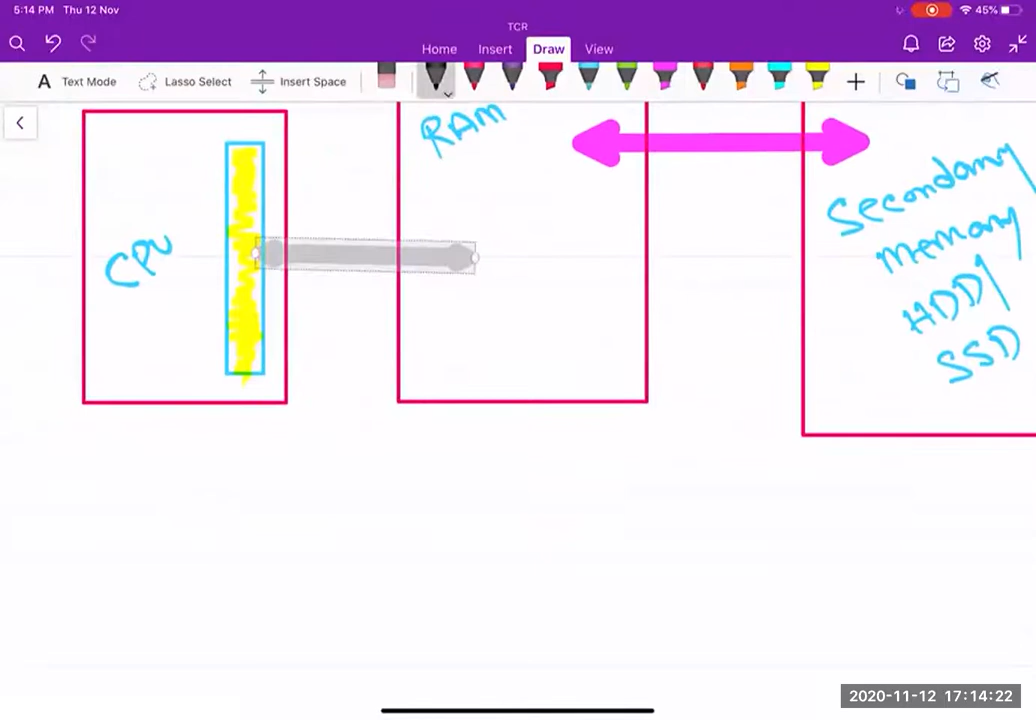 5:14 PM Thu 12 Nov
45%
TCR
Home Insert Draw View
A Text Mode Lasso Select Insert Space
RAM
CPU
Secondary
memory
HDD/
SSD
2020-11-12 17:14:22